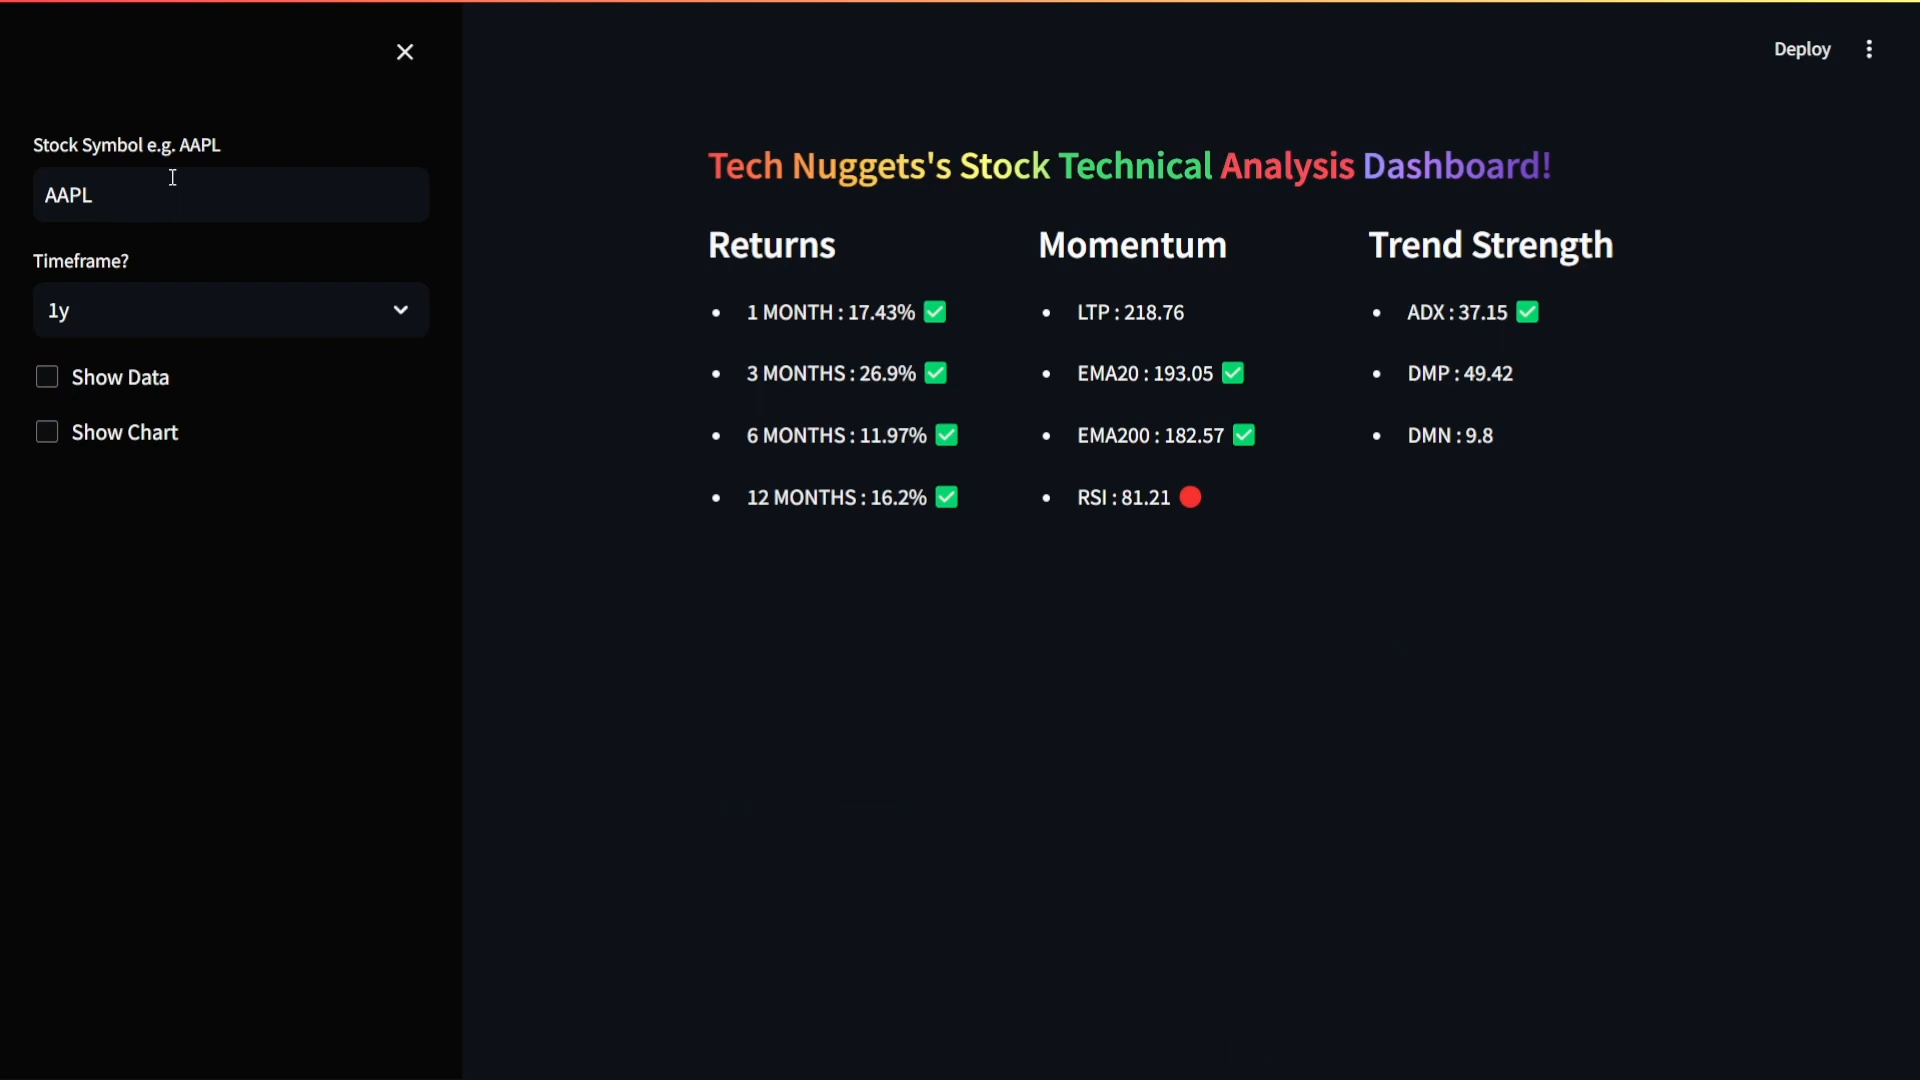 Deploy
Stock Symbol e.g. AAPL
AAPL
Timeframe?
1y
Show Data
Show Chart
Tech Nuggets's Stock Technical Analysis Dashboard!
Returns
1 MONTH : 17.43% ✅
3 MONTHS : 26.9% ✅
6 MONTHS : 11.97% ✅
12 MONTHS : 16.2% ✅
Momentum
LTP : 218.76
EMA20 : 193.05 ✅
EMA200 : 182.57 ✅
RSI : 81.21 🔴
Trend Strength
ADX : 37.15 ✅
DMP : 49.42
DMN : 9.8